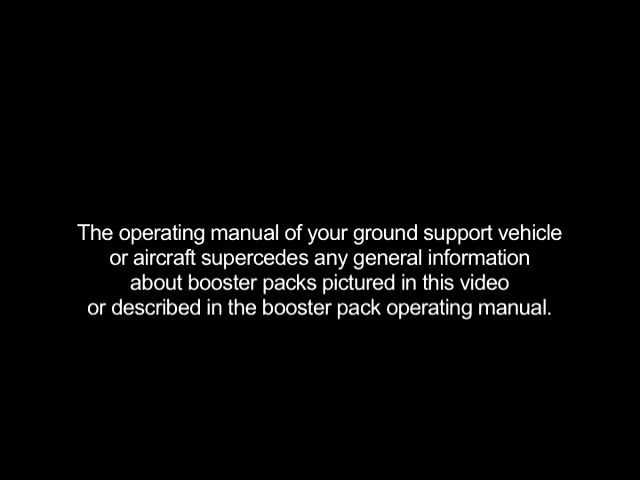 The operating manual of your ground support vehicle
or aircraft supercedes any general information
about booster packs pictured in this video
or described in the booster pack operating manual.